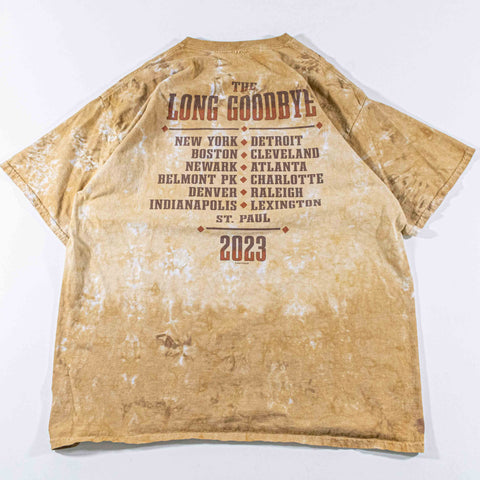 THE
LONG GOODBYE
NEW YORK ◆ DETROIT
BOSTON ◆ CLEVELAND
NEWARK ◆ ATLANTA
BELMONT PK ◆ CHARLOTTE
DENVER ◆ RALEIGH
INDIANAPOLIS ◆ LEXINGTON
ST. PAUL
2023